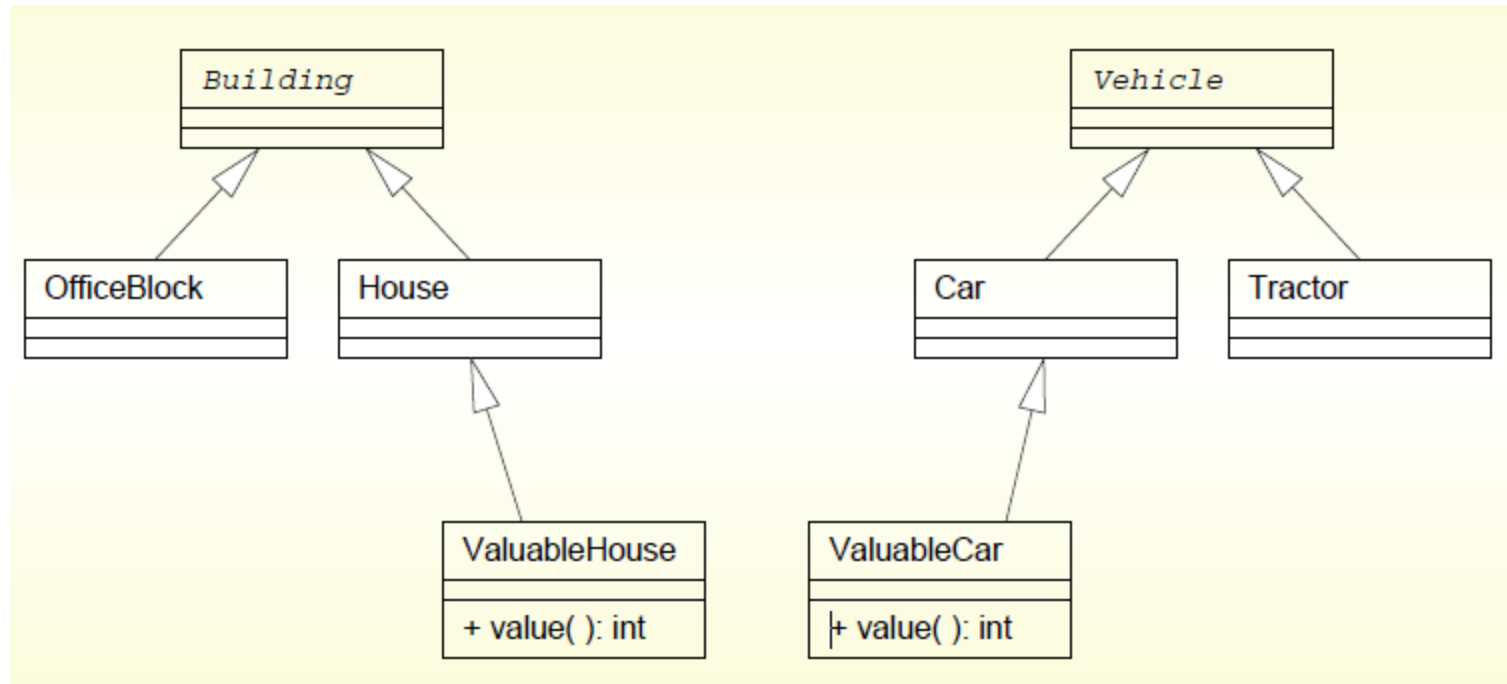 Building
Vehicle
OfficeBlock
House
Car
Tractor
ValuableHouse
ValuableCar
+ value( ): int
+ value( ): int